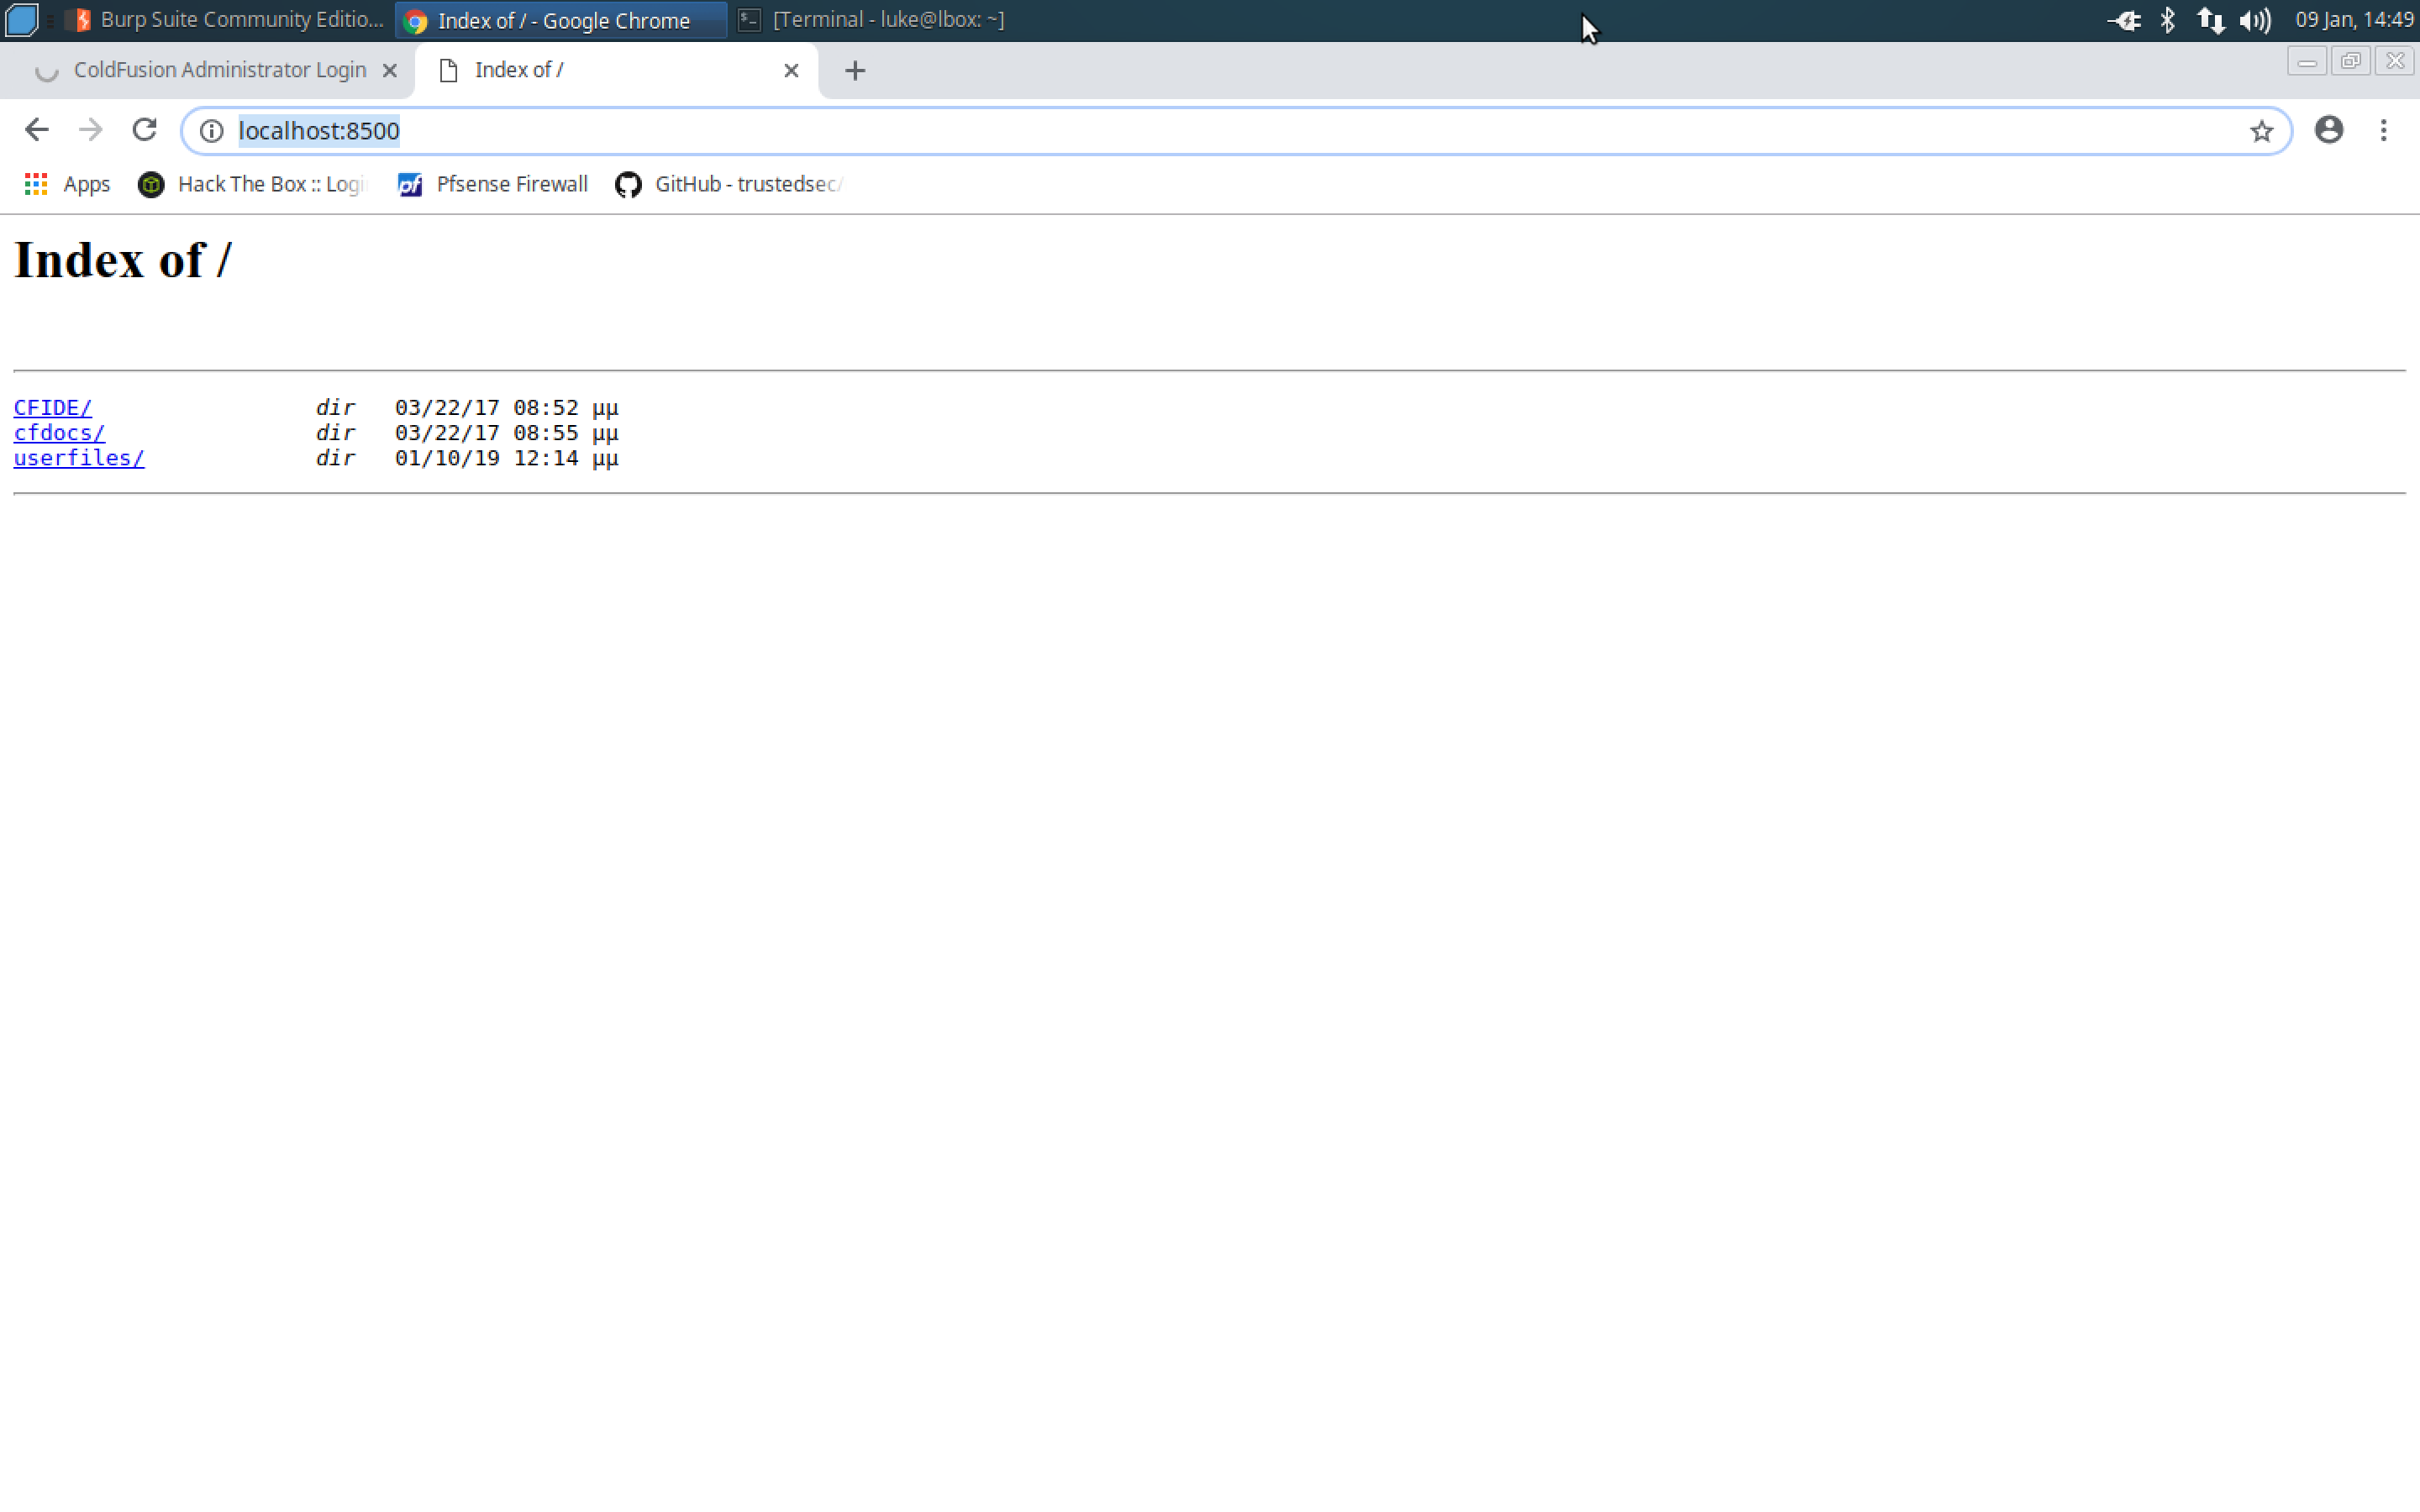 Burp Suite Community Editio... Index of / - Google Chrome [Terminal - luke@lbox: ~] 09 Jan, 14:49
ColdFusion Administrator Login Index of /
localhost:8500
Apps Hack The Box :: Logi Pfsense Firewall GitHub - trustedsec/
Index of /
CFIDE/ dir 03/22/17 08:52 μμ
cfdocs/ dir 03/22/17 08:55 μμ
userfiles/ dir 01/10/19 12:14 μμ